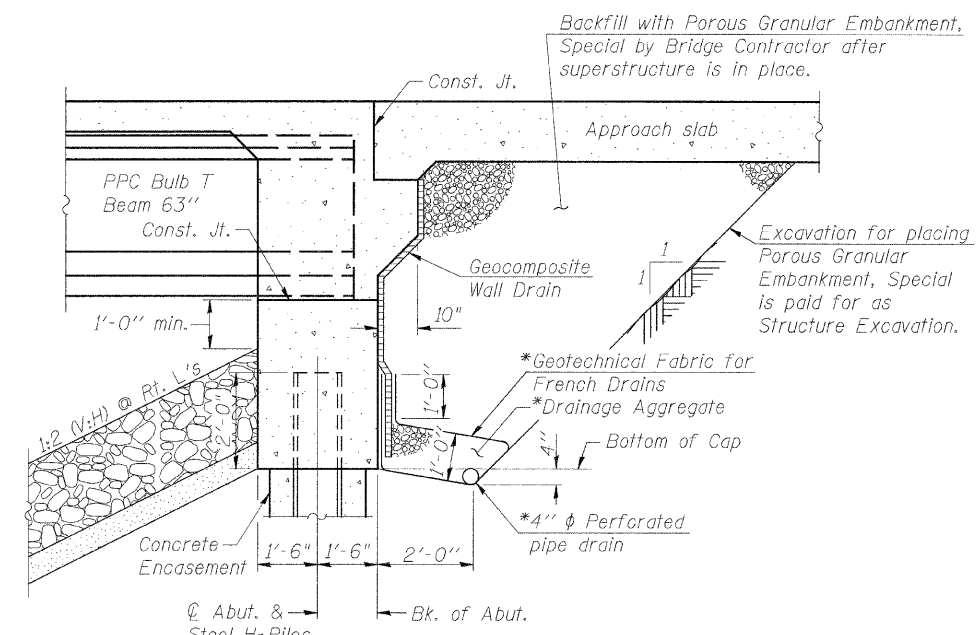 Backfill with Porous Granular Embankment,
Special by Bridge Contractor after
superstructure is in place.
Const. Jt.
Approach slab
PPC Bulb T
Beam 63"
Const. Jt.
Geocomposite
Wall Drain
1
1
Excavation for placing
Porous Granular
Embankment, Special
is paid for as
Structure Excavation.
1'-0" min.
10"
*Geotechnical Fabric for
French Drains
*Drainage Aggregate
1:2 (V:H) @ Rt. L's
2'-0"
1'-0"
1'-0"
4"
Bottom of Cap
*4" ϕ Perforated
pipe drain
Concrete
Encasement
1'-6"
1'-6"
2'-0"
℄ Abut. &
Steel H-Piles
Bk. of Abut.